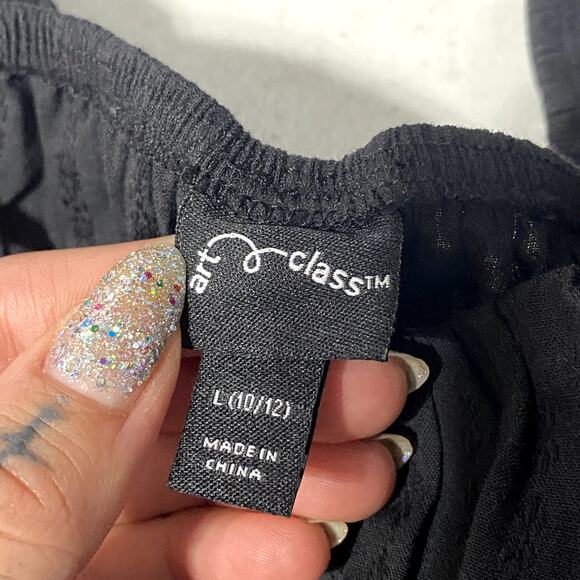 art class™
L (10/12)
MADE IN
CHINA